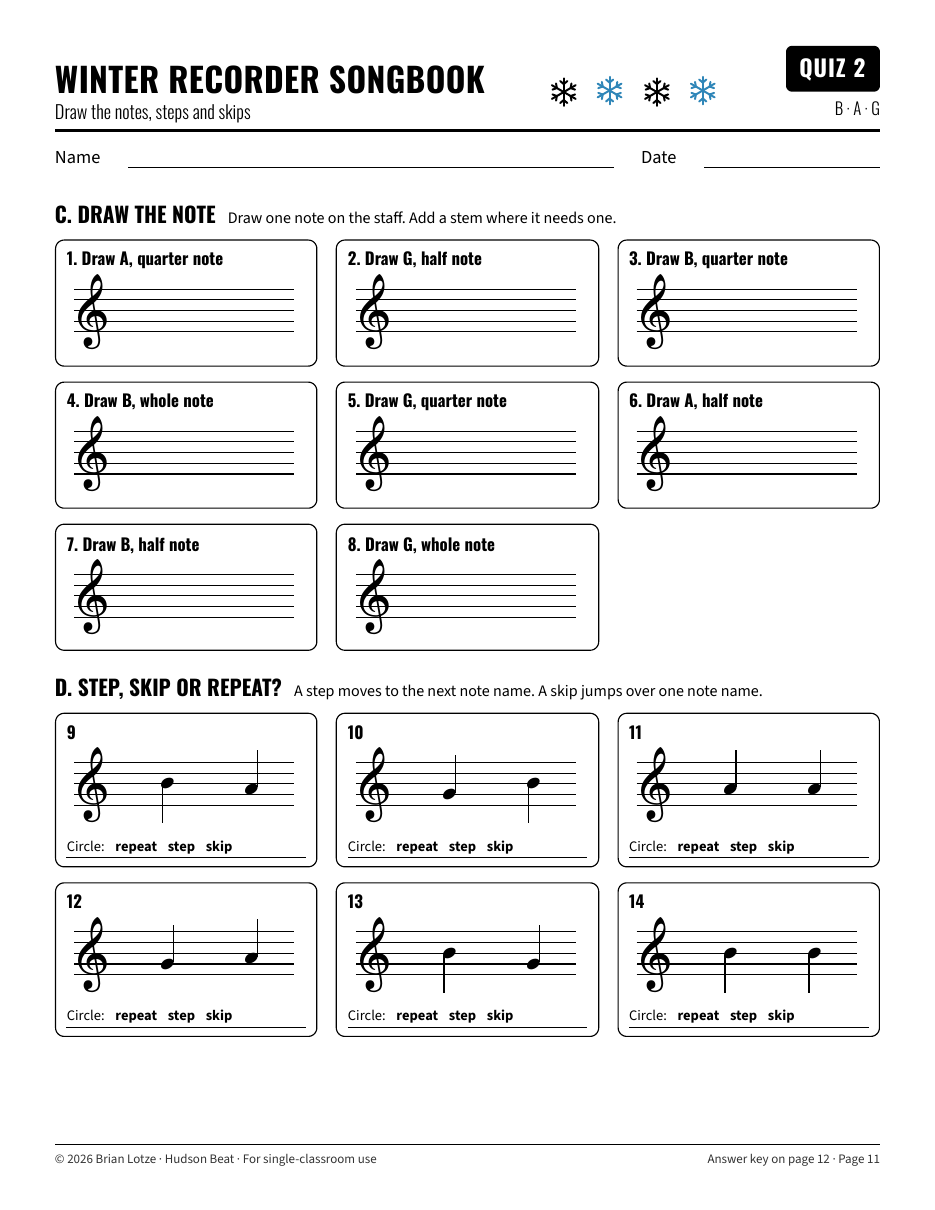 WINTER RECORDER SONGBOOK
QUIZ 2
Draw the notes, steps and skips
B · A · G
Name
Date
C. DRAW THE NOTE Draw one note on the staff. Add a stem where it needs one.
1. Draw A, quarter note
2. Draw G, half note
3. Draw B, quarter note
4. Draw B, whole note
5. Draw G, quarter note
6. Draw A, half note
7. Draw B, half note
8. Draw G, whole note
D. STEP, SKIP OR REPEAT? A step moves to the next note name. A skip jumps over one note name.
9
Circle: repeat step skip
10
Circle: repeat step skip
11
Circle: repeat step skip
12
Circle: repeat step skip
13
Circle: repeat step skip
14
Circle: repeat step skip
© 2026 Brian Lotze · Hudson Beat · For single-classroom use
Answer key on page 12 · Page 11